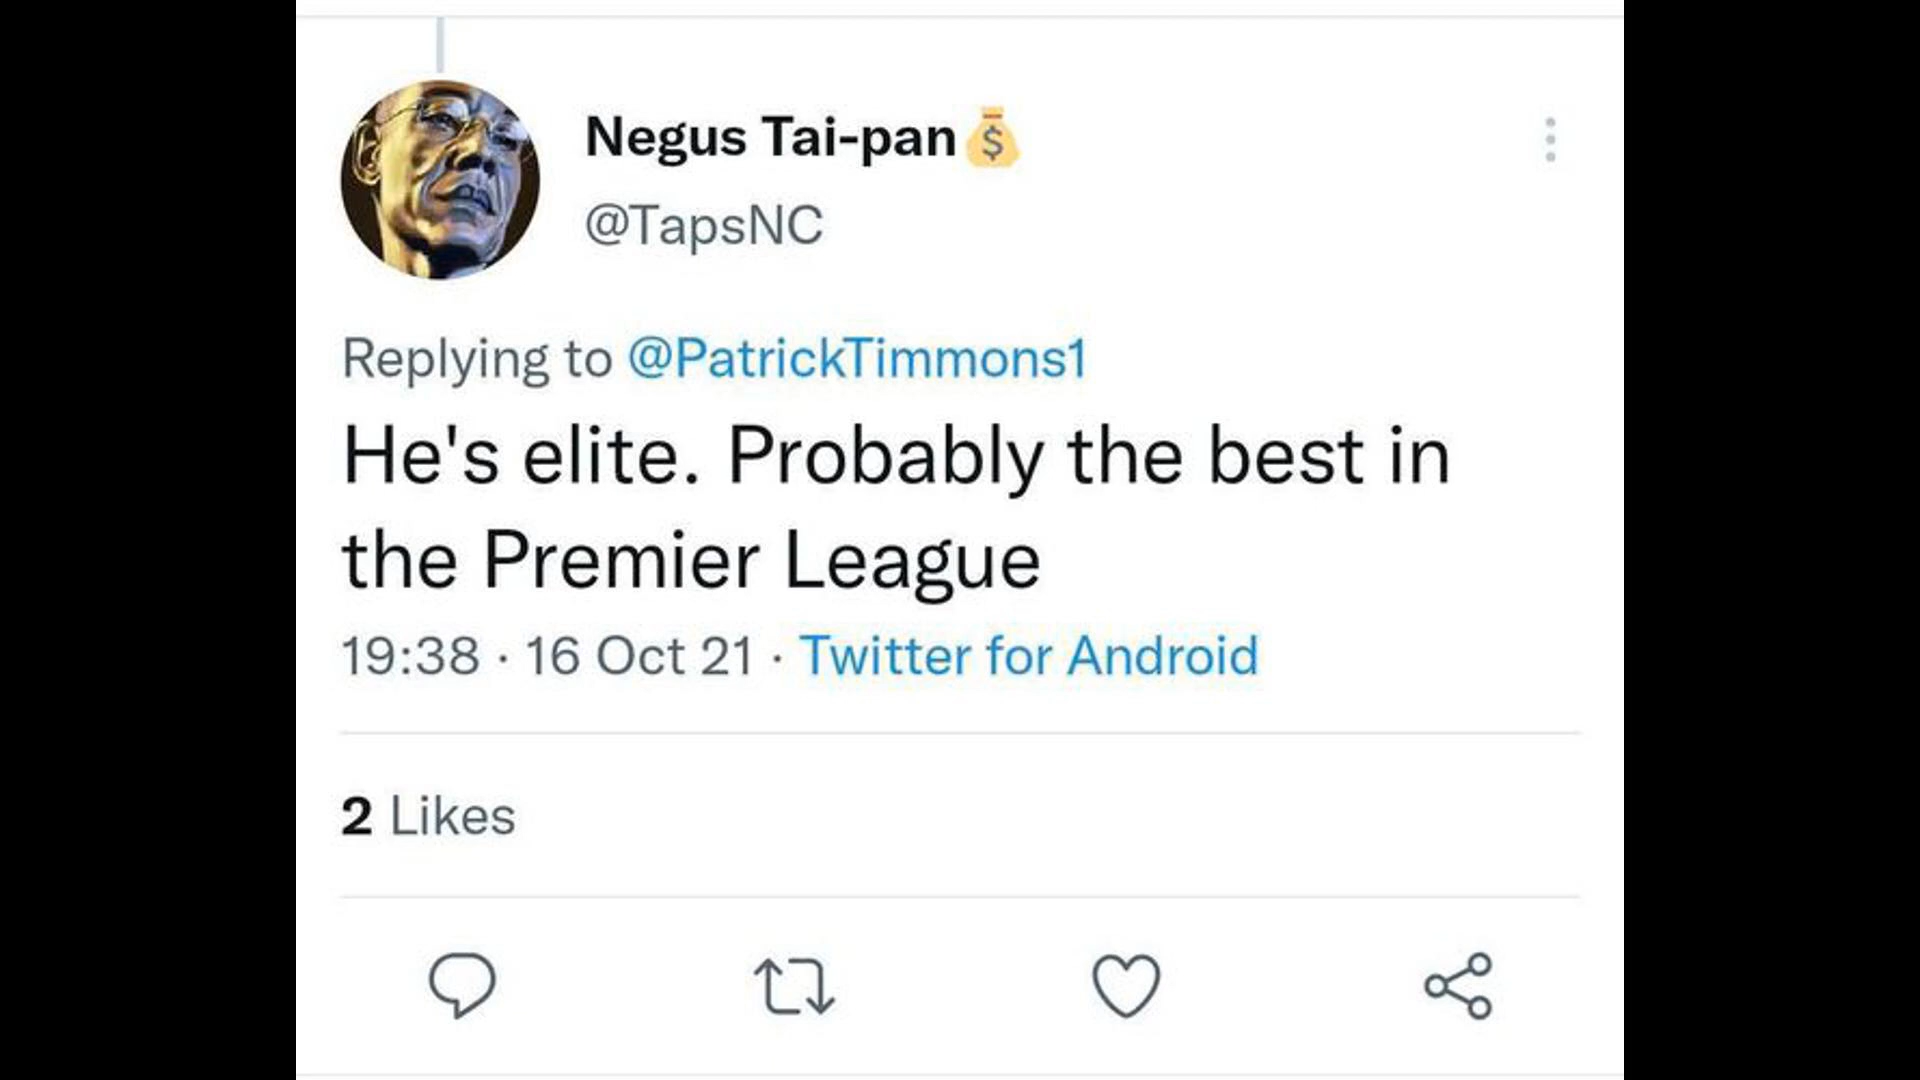 Negus Tai-pan💰
@TapsNC
Replying to @PatrickTimmons1
He's elite. Probably the best in
the Premier League
19:38 · 16 Oct 21 · Twitter for Android
2 Likes